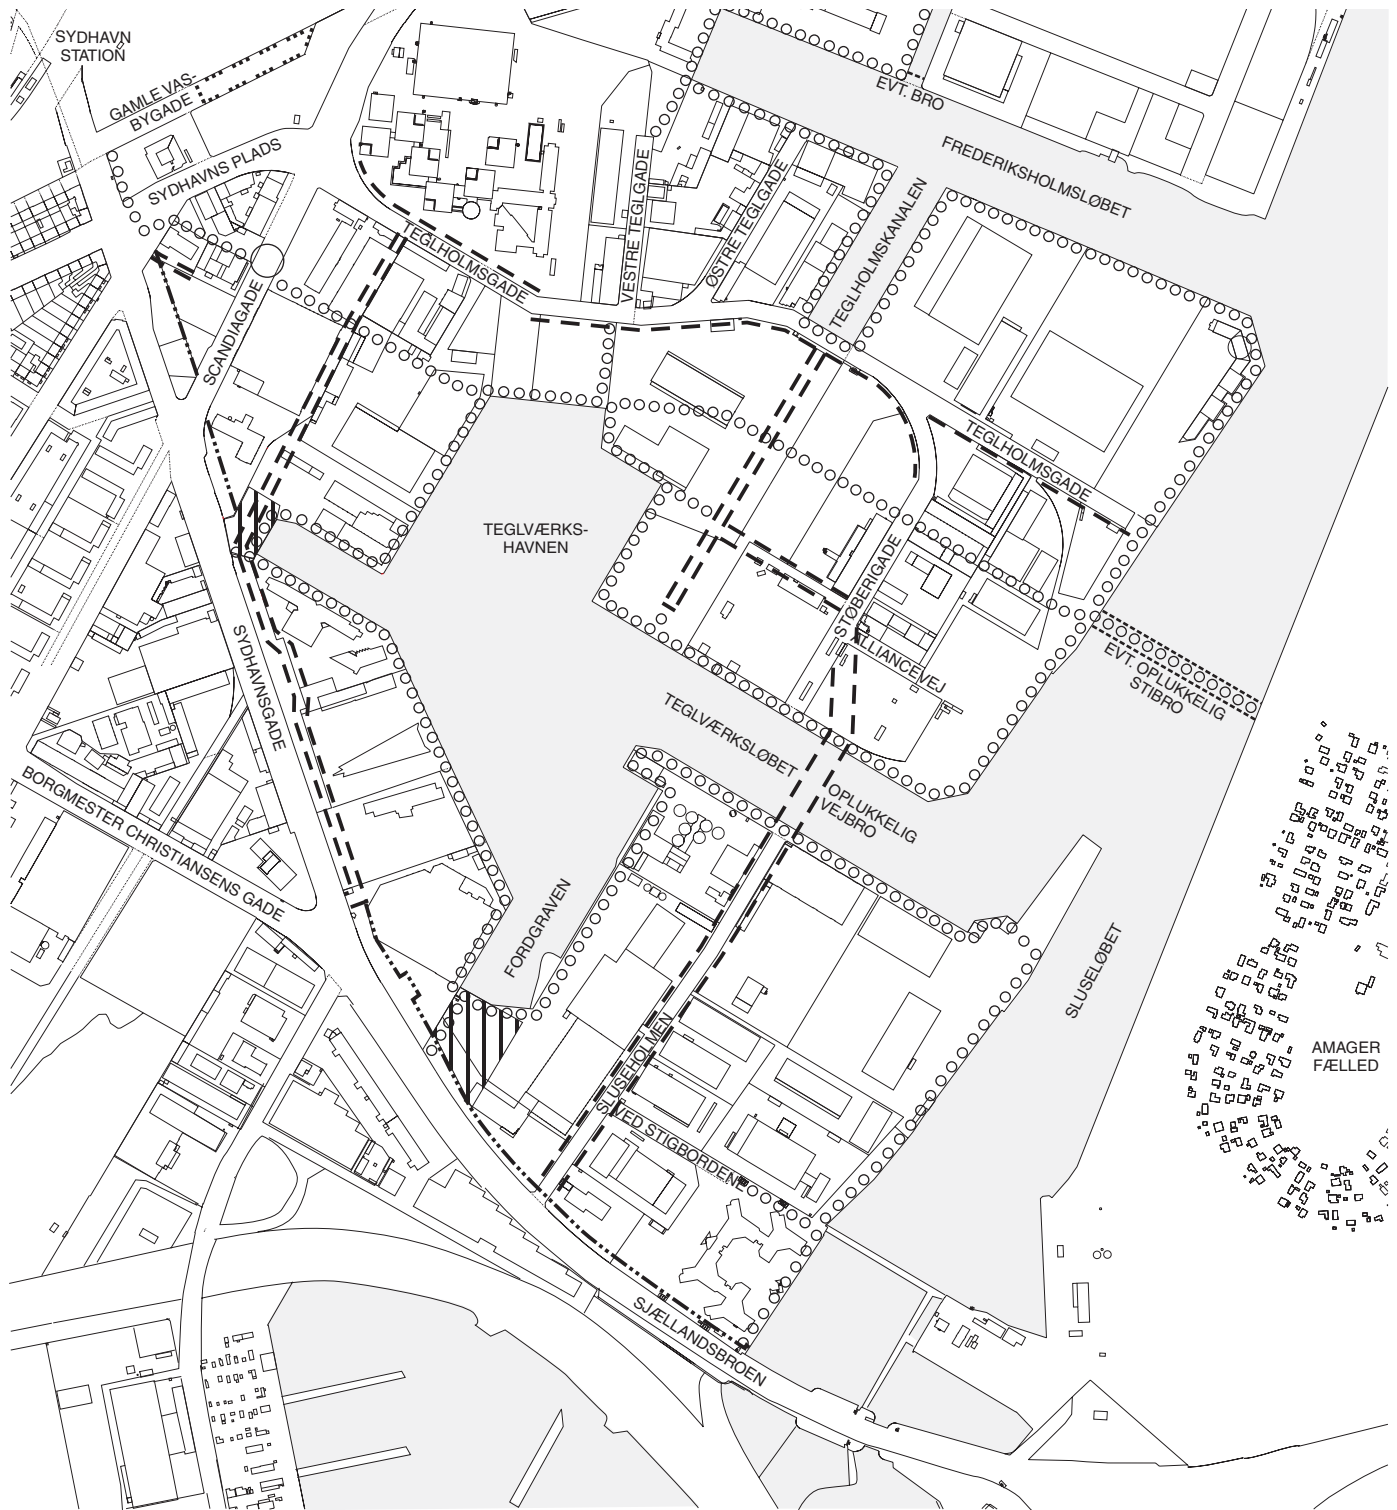 SYDHAVN
STATION
GAMLE VAS-
BYGADE
SYDHAVNS PLADS
EVT. BRO
FREDERIKSHOLMSLØBET
TEGLHOLMSKANALEN
VESTRE TEGLGADE
ØSTRE TEGLGADE
TEGLHOLMSGADE
SCANDIAGADE
TEGLHOLMSGADE
TEGLVÆRKS-
HAVNEN
STØBERIGADE
ALLIANCEVEJ
EVT. OPLUKKELIG
STIBRO
SYDHAVNSGADE
TEGLVÆRKSLØBET
OPLUKKELIG
VEJBRO
BORGMESTER CHRISTIANSENS GADE
FORDGRAVEN
SLUSELØBET
AMAGER
FÆLLED
SLUSEHOLMEN
VED STIGBORDENE
SJÆLLANDSBROEN